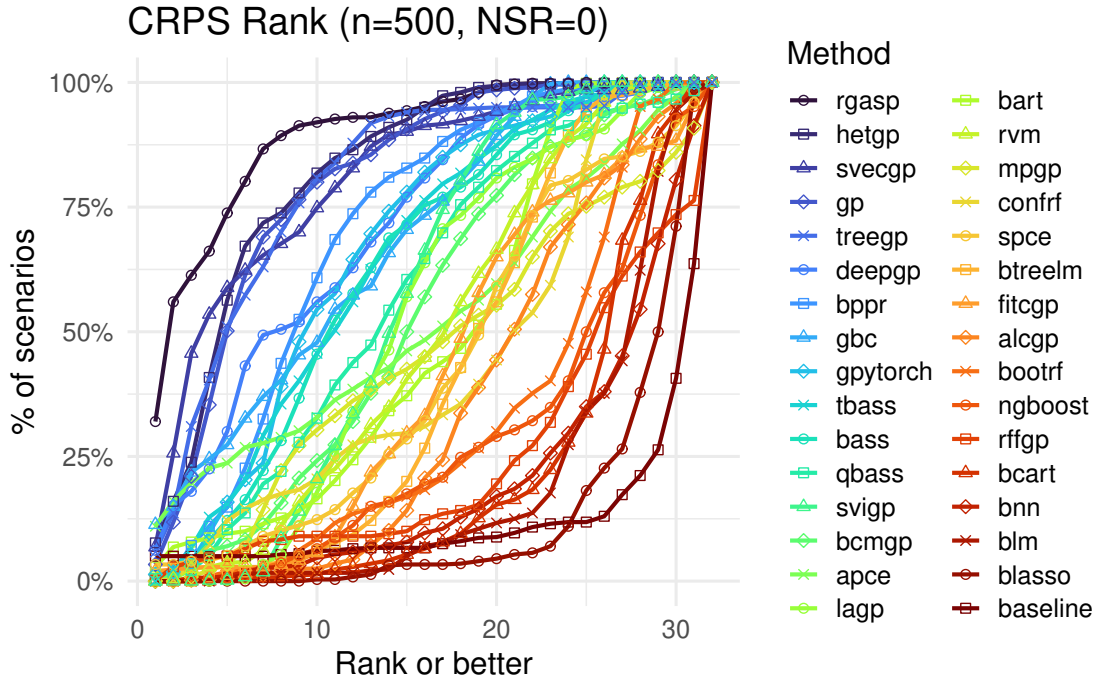 CRPS Rank (n=500, NSR=0)
100%
75%
50%
25%
0%
% of scenarios
0
10
20
30
Rank or better
Method
rgasp
hetgp
svecgp
gp
treegp
deepgp
bppr
gbc
gpytorch
tbass
bass
qbass
svigp
bcmgp
apce
lagp
bart
rvm
mpgp
confrf
spce
btreelm
fitcgp
alcgp
bootrf
ngboost
rffgp
bcart
bnn
blm
blasso
baseline